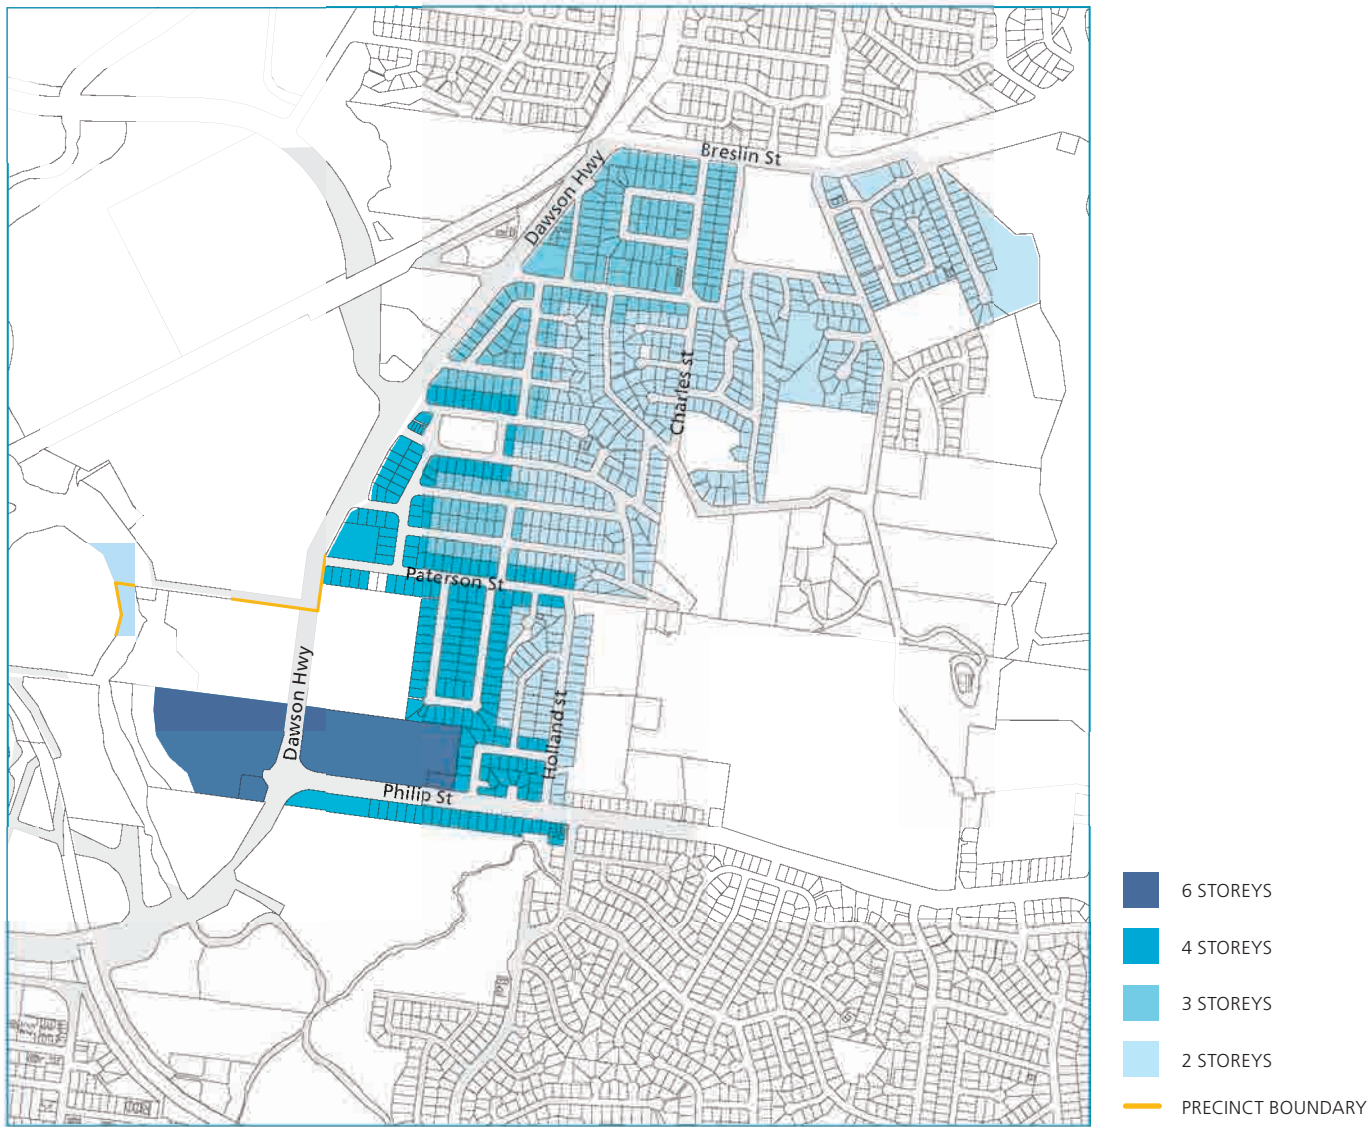 Breslin St
Dawson Hwy
Charles st
Paterson St
Dawson Hwy
Holland st
Philip St
6 STOREYS
4 STOREYS
3 STOREYS
2 STOREYS
PRECINCT BOUNDARY